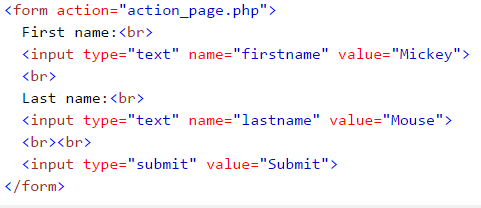 <form action="action_page.php">
First name:<br>
<input type="text" name="firstname" value="Mickey">
<br>
Last name:<br>
<input type="text" name="lastname" value="Mouse">
<br><br>
<input type="submit" value="Submit">
</form>